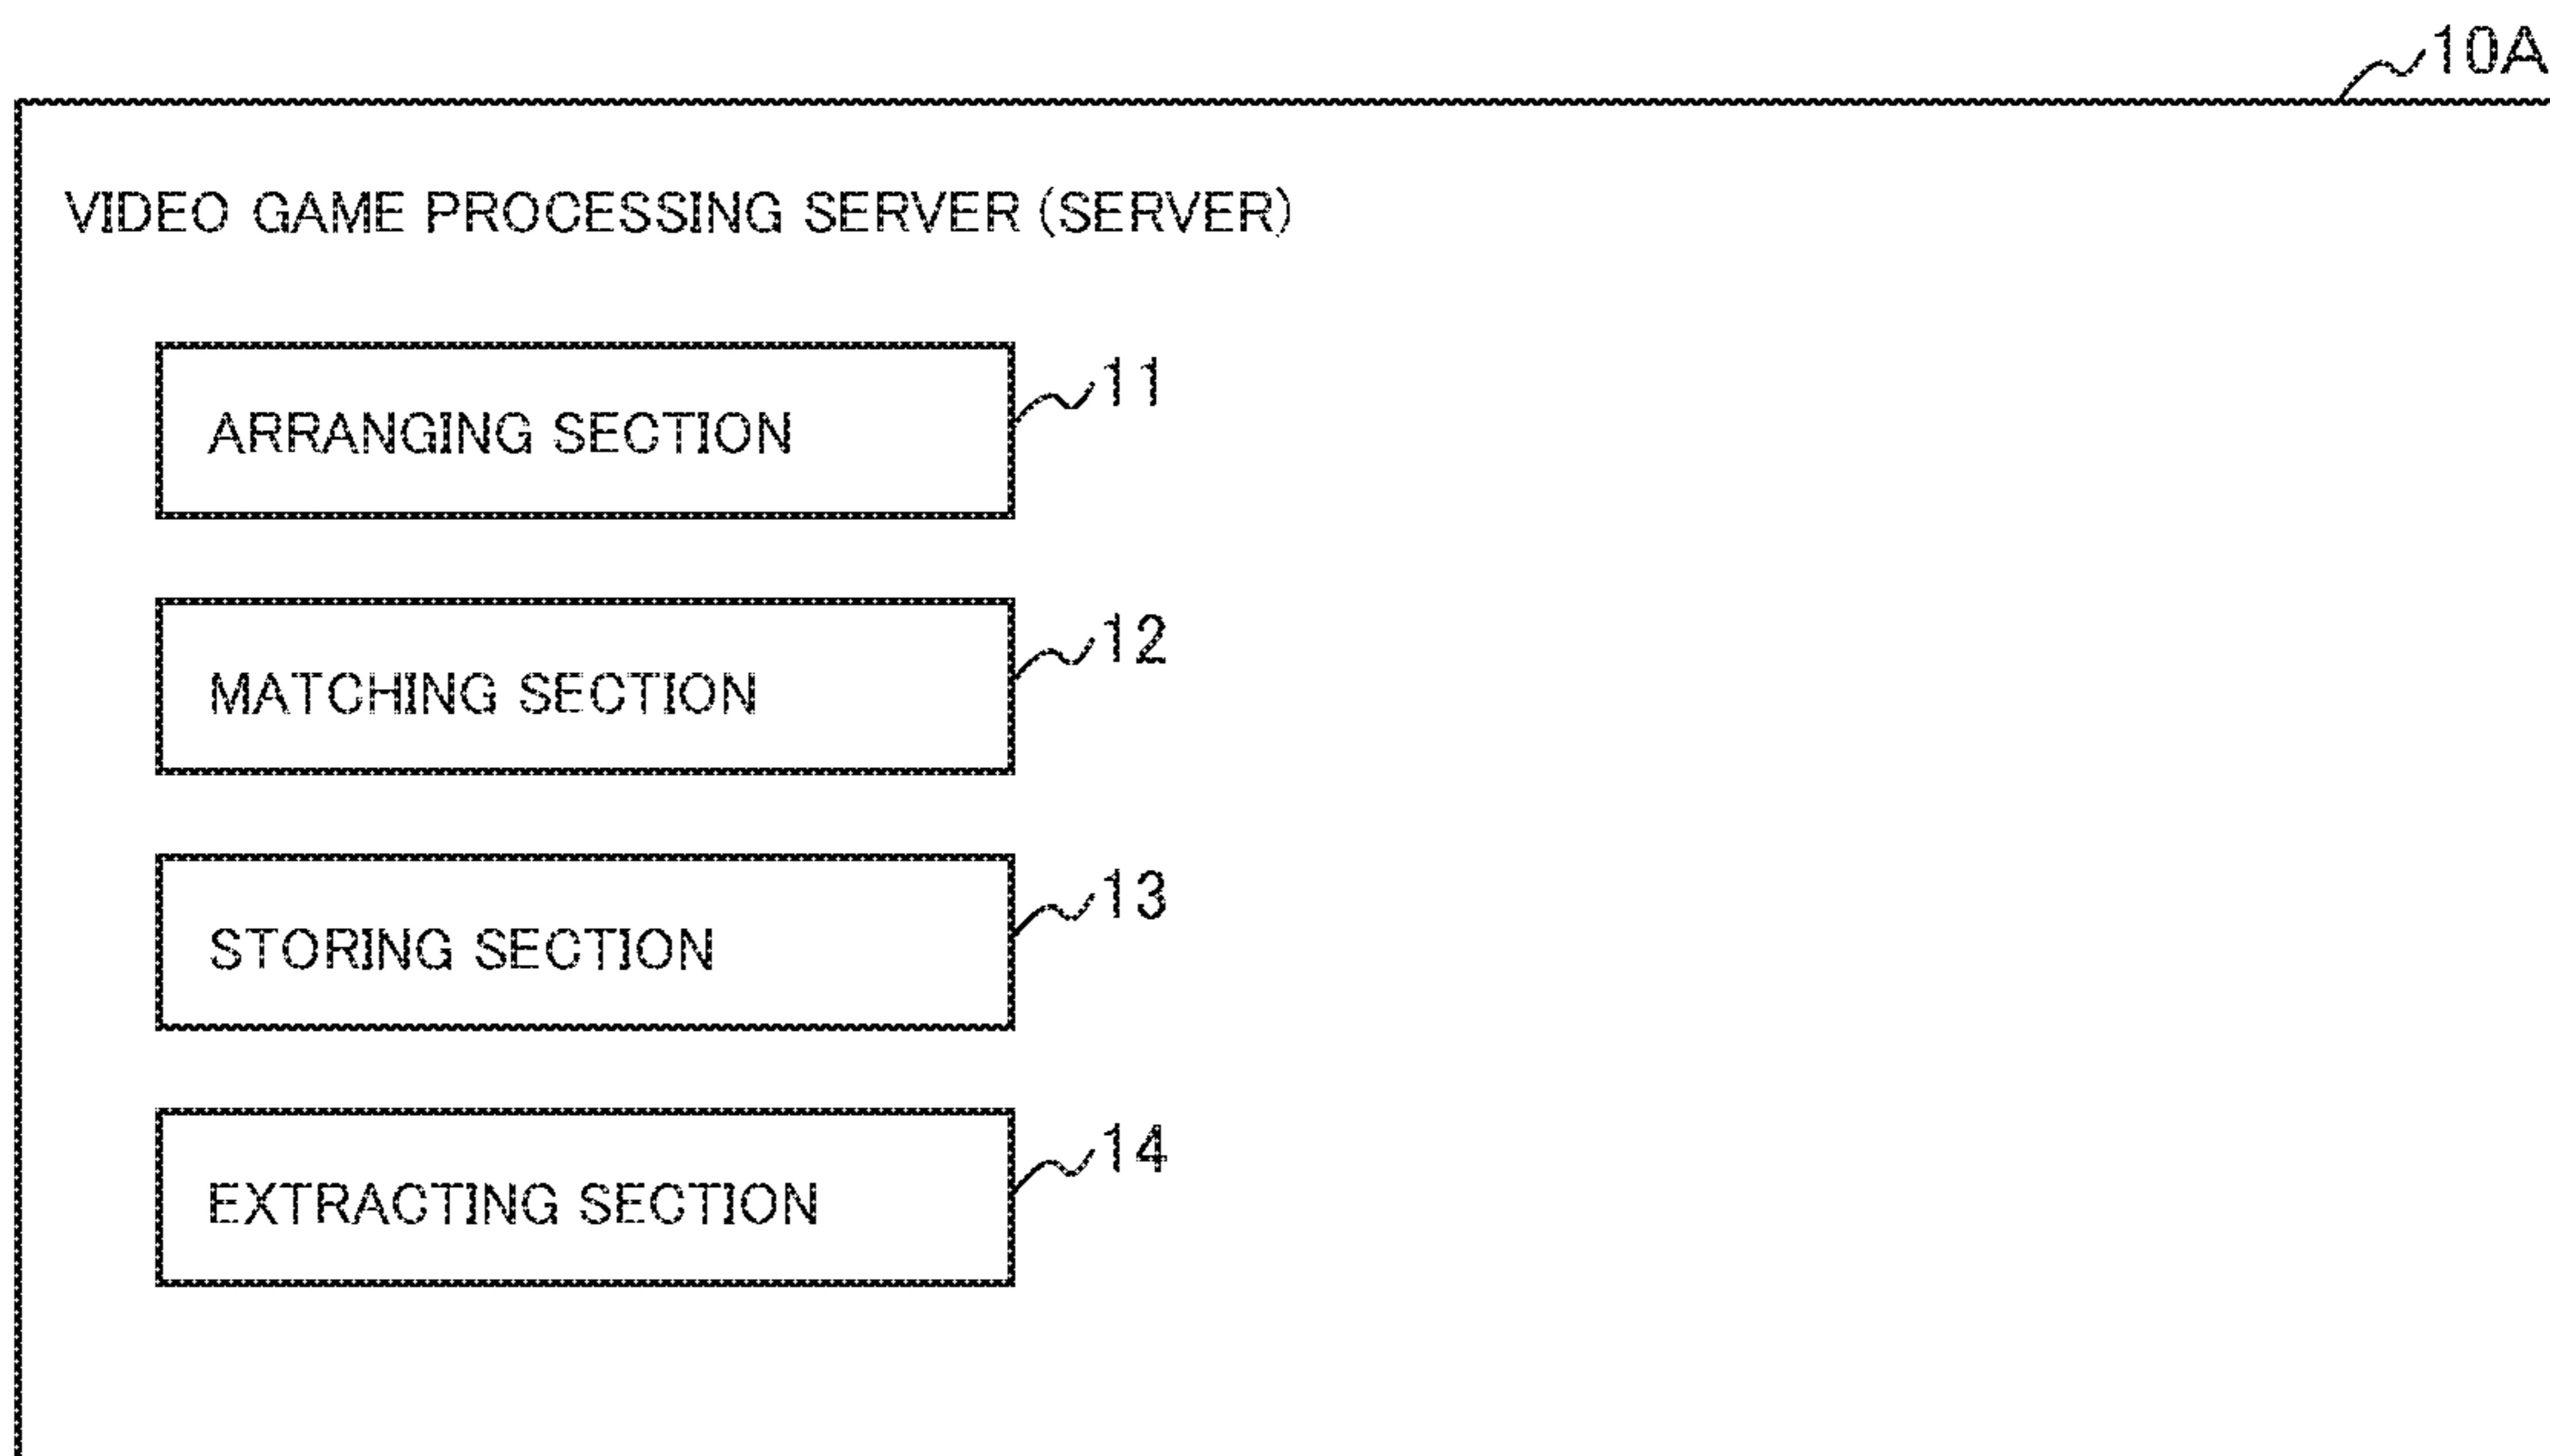 10A
VIDEO GAME PROCESSING SERVER (SERVER)
ARRANGING SECTION
11
MATCHING SECTION
12
STORING SECTION
13
EXTRACTING SECTION
14